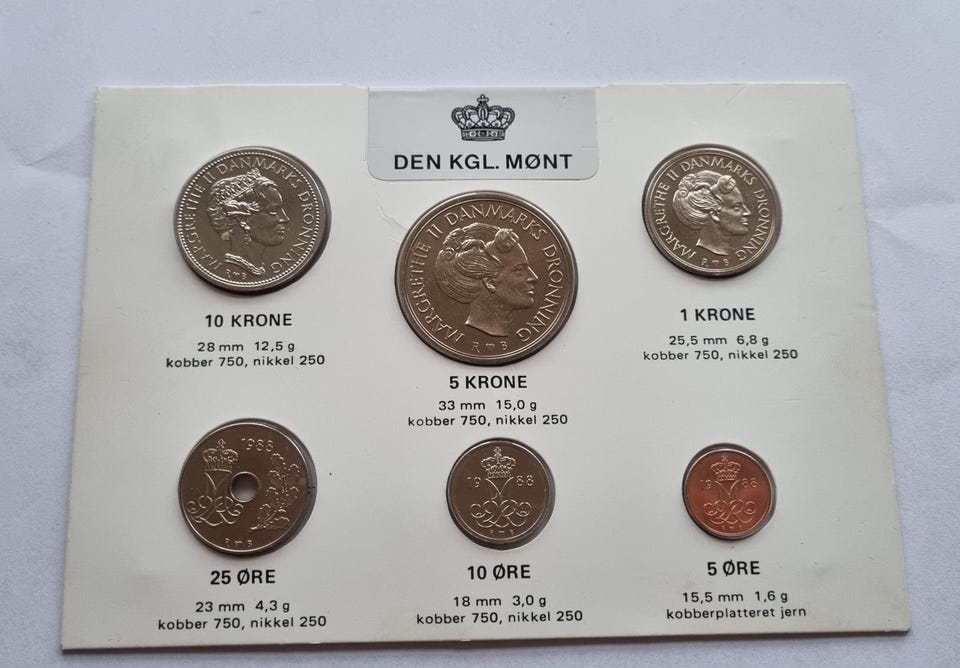 DEN KGL. MØNT
MARGRETHE II DANMARKS DRONNING
R B
10 KRONE
28 mm 12,5 g
kobber 750, nikkel 250
MARGRETHE II DANMARKS DRONNING
R B
5 KRONE
33 mm 15,0 g
kobber 750, nikkel 250
MARGRETHE II DANMARKS DRONNING
R B
1 KRONE
25,5 mm 6,8 g
kobber 750, nikkel 250
1988
R B
25 ØRE
23 mm 4,3 g
kobber 750, nikkel 250
19 88
R B
10 ØRE
18 mm 3,0 g
kobber 750, nikkel 250
19 88
R B
5 ØRE
15,5 mm 1,6 g
kobberplatteret jern